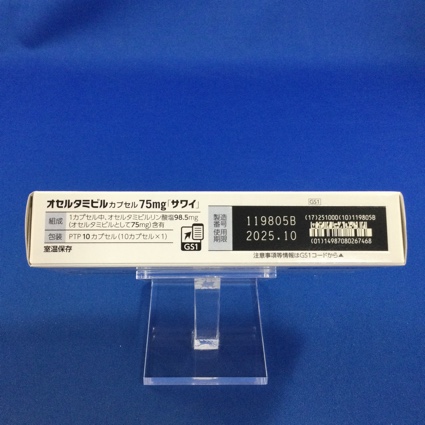 オセルタミビルカプセル75mg「サワイ」
組成 1カプセル中、オセルタミビルリン酸塩98.5mg
(オセルタミビルとして75mg)含有
包装 PTP 10カプセル(10カプセル×1)
室温保存
GS1
製造番号 119805B
使用期限 2025.10
GS1
(17)251000(10)119805B
(01)14987080267468
注意事項等情報はGS1コードから▲